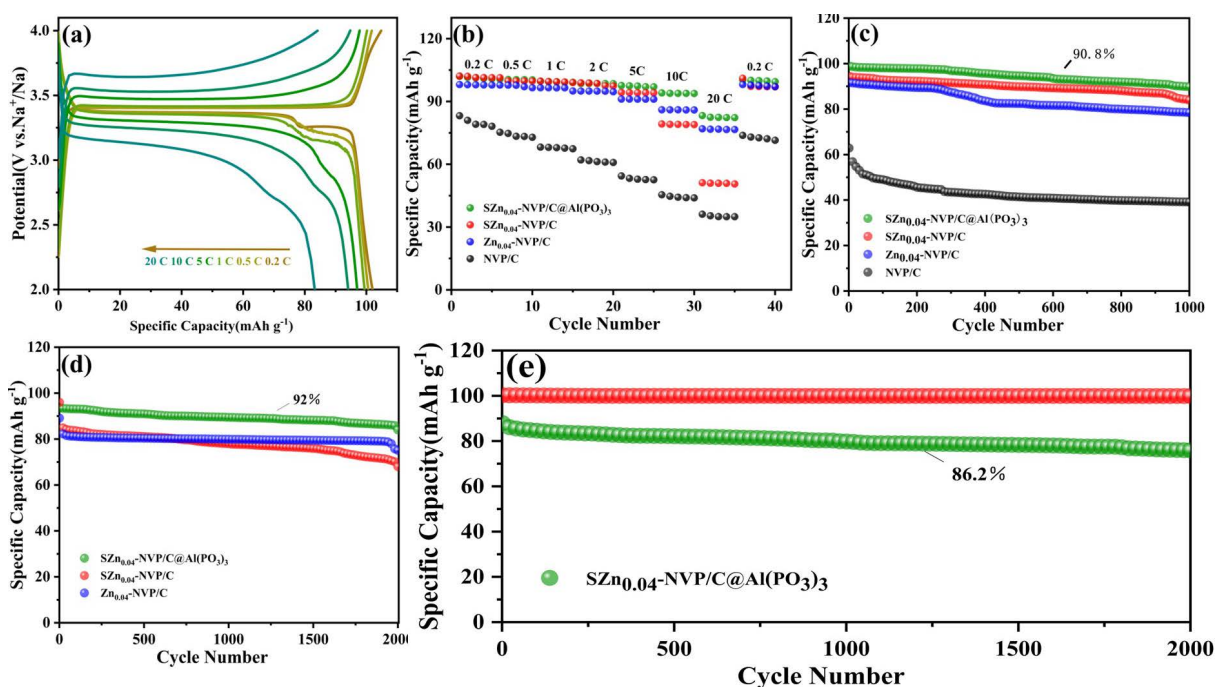 (a)
4.0
3.5
3.0
2.5
2.0
Potential(V vs.Na⁺/Na)
20 C 10 C 5 C 1 C 0.5 C 0.2 C
0 20 40 60 80 100
Specific Capacity(mAh g⁻¹)
(b)
120
90
60
30
0
Specific Capacity(mAh g⁻¹)
0.2 C 0.5 C 1 C 2 C 5C 10C 20 C 0.2 C
SZn₀.₀₄-NVP/C@Al(PO₃)₃
SZn₀.₀₄-NVP/C
Zn₀.₀₄-NVP/C
NVP/C
0 10 20 30 40
Cycle Number
(c)
120
100
80
60
40
20
0
Specific Capacity(mAh g⁻¹)
90.8%
SZn₀.₀₄-NVP/C@Al(PO₃)₃
SZn₀.₀₄-NVP/C
Zn₀.₀₄-NVP/C
NVP/C
0 200 400 600 800 1000
Cycle Number
(d)
120
100
80
60
40
20
0
Specific Capacity(mAh g⁻¹)
92%
SZn₀.₀₄-NVP/C@Al(PO₃)₃
SZn₀.₀₄-NVP/C
Zn₀.₀₄-NVP/C
0 500 1000 1500 2000
Cycle Number
(e)
120
100
80
60
40
20
0
Specific Capacity(mAh g⁻¹)
86.2%
SZn₀.₀₄-NVP/C@Al(PO₃)₃
0 500 1000 1500 2000
Cycle Number